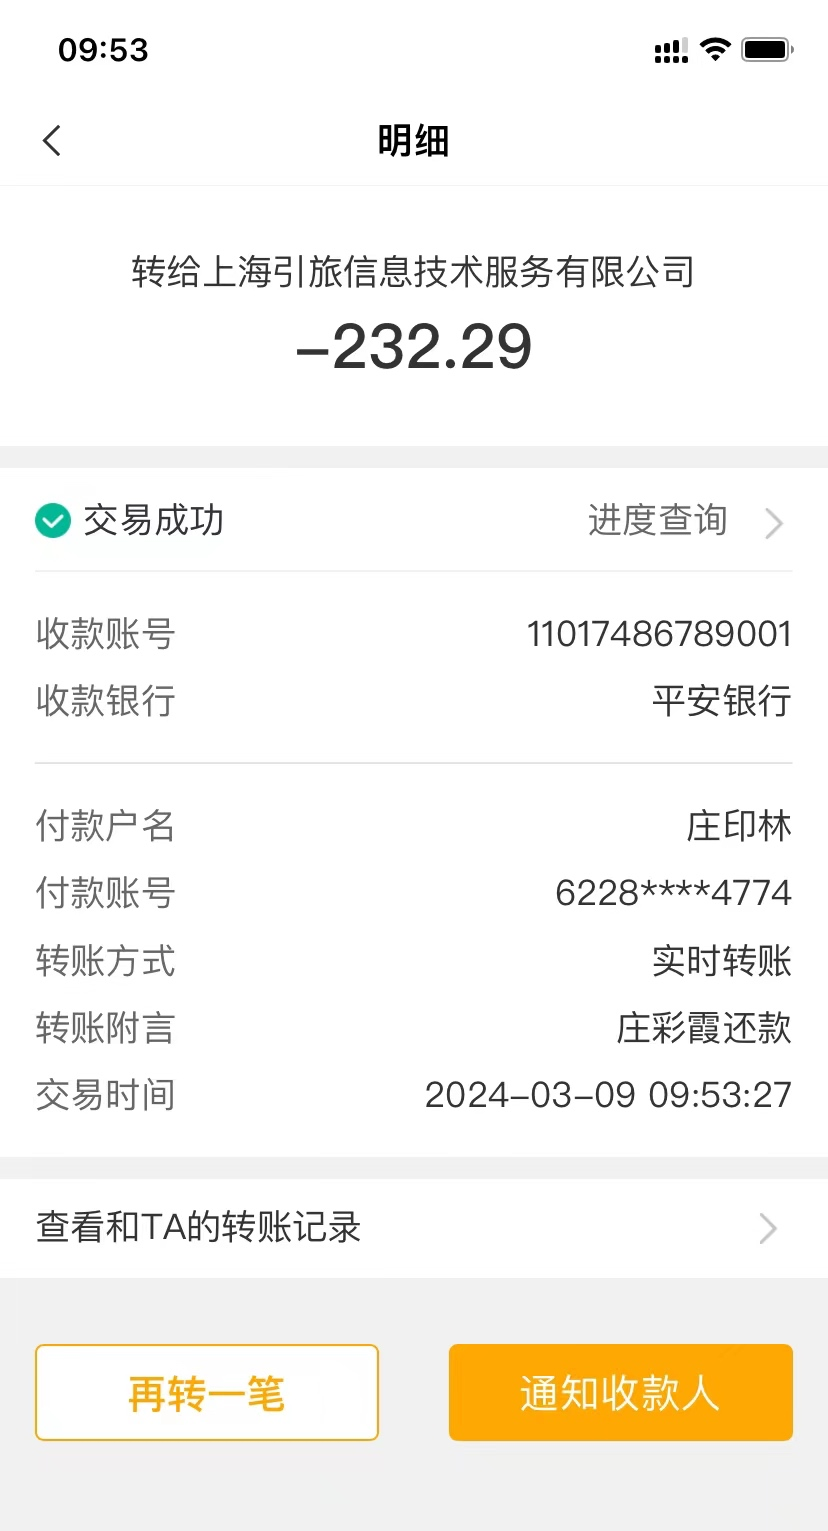 09:53
明细
转给上海引旅信息技术服务有限公司
–232.29
交易成功 进度查询
收款账号 11017486789001
收款银行 平安银行
付款户名 庄印林
付款账号 6228****4774
转账方式 实时转账
转账附言 庄彩霞还款
交易时间 2024–03–09 09:53:27
查看和TA的转账记录
再转一笔 通知收款人